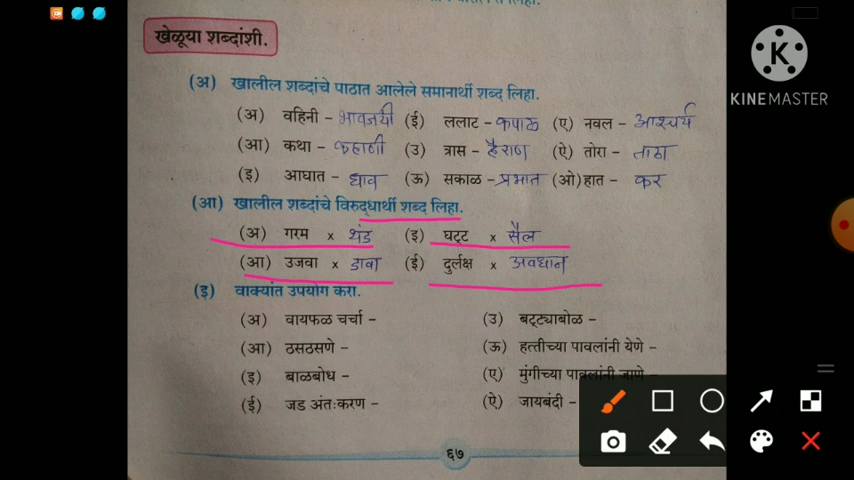 खेळूया शब्दांशी.
KINEMASTER
(अ) खालील शब्दांचे पाठात आलेले समानार्थी शब्द लिहा.
(अ) वहिनी - भावजयी (ई) ललाट - कपाळ (ए) नवल - आश्चर्य
(आ) कथा - कहाणी (उ) त्रास - हैराण (ऐ) तोरा - ताठा
(इ) आघात - घाव (ऊ) सकाळ - प्रभात (ओ) हात - कर
(आ) खालील शब्दांचे विरुद्धार्थी शब्द लिहा.
(अ) गरम × थंड (इ) घट्ट × सैल
(आ) उजवा × डावा (ई) दुर्लक्ष × अवधान
(इ) वाक्यांत उपयोग करा.
(अ) वायफळ चर्चा - (उ) बट्ट्याबोळ -
(आ) ठसठसणे - (ऊ) हत्तीच्या पावलांनी येणे -
(इ) बाळबोध - (ए) मुंगीच्या पावलांनी जाणे -
(ई) जड अंतःकरण - (ऐ) जायबंदी -
६७